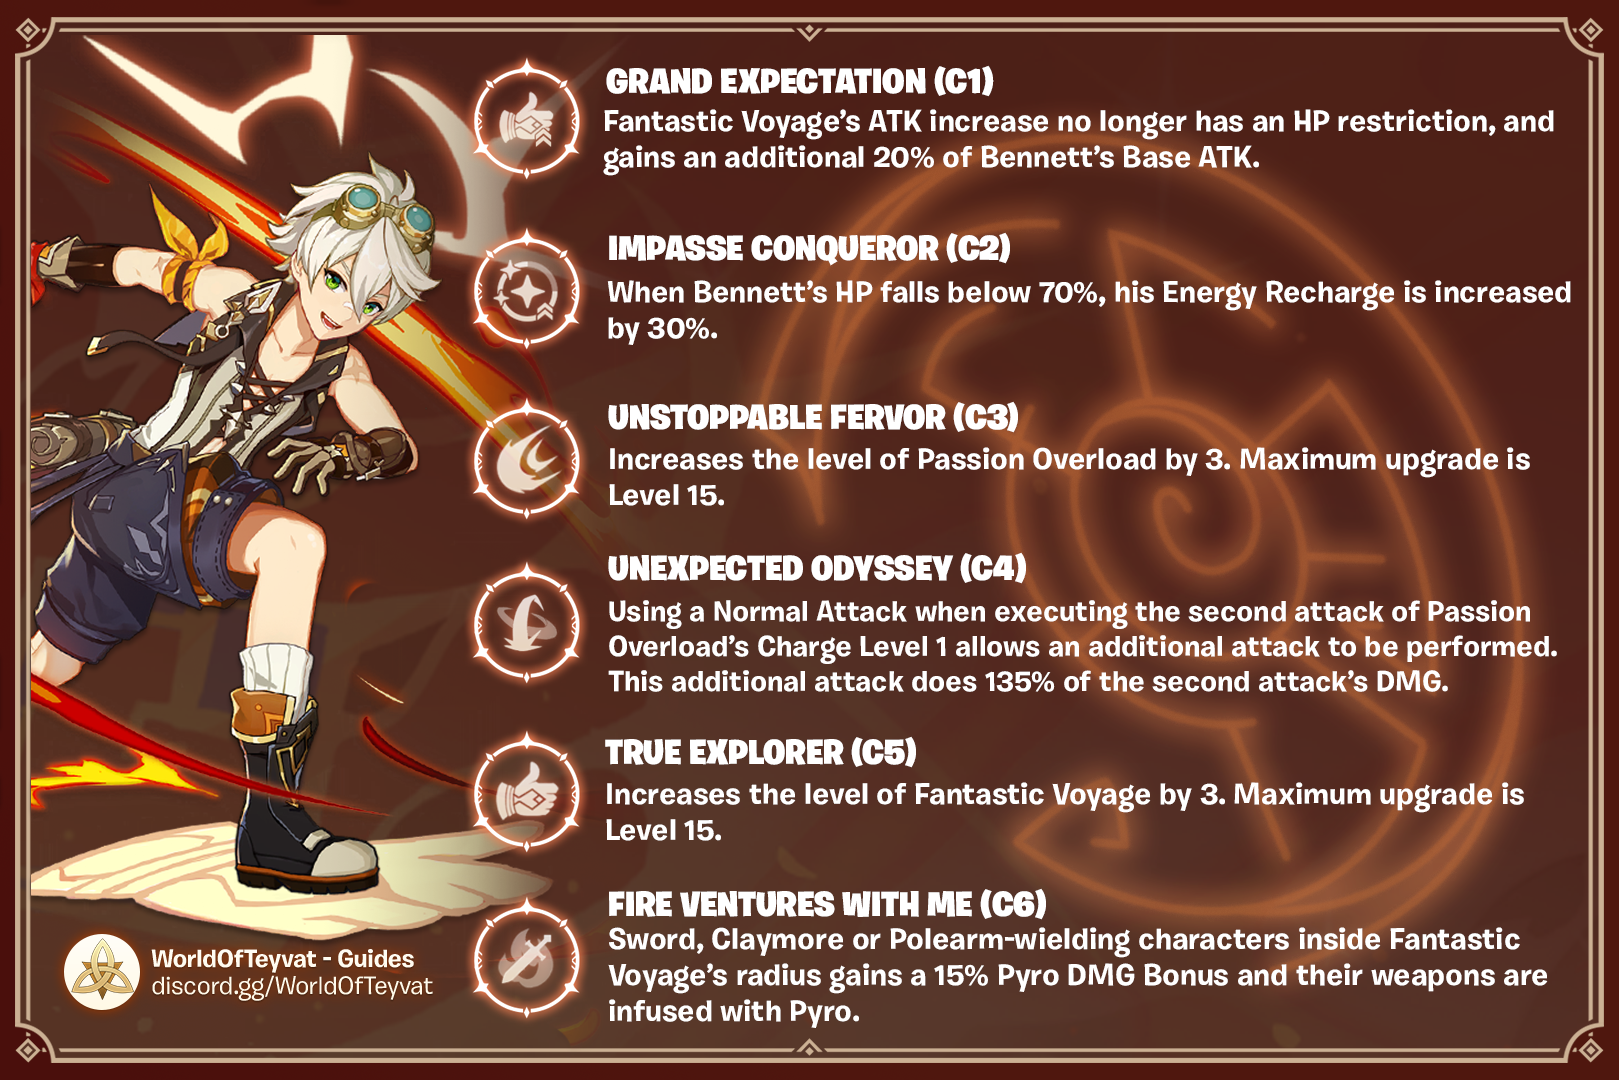 GRAND EXPECTATION (C1)
Fantastic Voyage's ATK increase no longer has an HP restriction, and
gains an additional 20% of Bennett's Base ATK.
IMPASSE CONQUEROR (C2)
When Bennett's HP falls below 70%, his Energy Recharge is increased
by 30%.
UNSTOPPABLE FERVOR (C3)
Increases the level of Passion Overload by 3. Maximum upgrade is
Level 15.
UNEXPECTED ODYSSEY (C4)
Using a Normal Attack when executing the second attack of Passion
Overload's Charge Level 1 allows an additional attack to be performed.
This additional attack does 135% of the second attack's DMG.
TRUE EXPLORER (C5)
Increases the level of Fantastic Voyage by 3. Maximum upgrade is
Level 15.
FIRE VENTURES WITH ME (C6)
Sword, Claymore or Polearm-wielding characters inside Fantastic
Voyage's radius gains a 15% Pyro DMG Bonus and their weapons are
infused with Pyro.
WorldOfTeyvat - Guides
discord.gg/WorldOfTeyvat